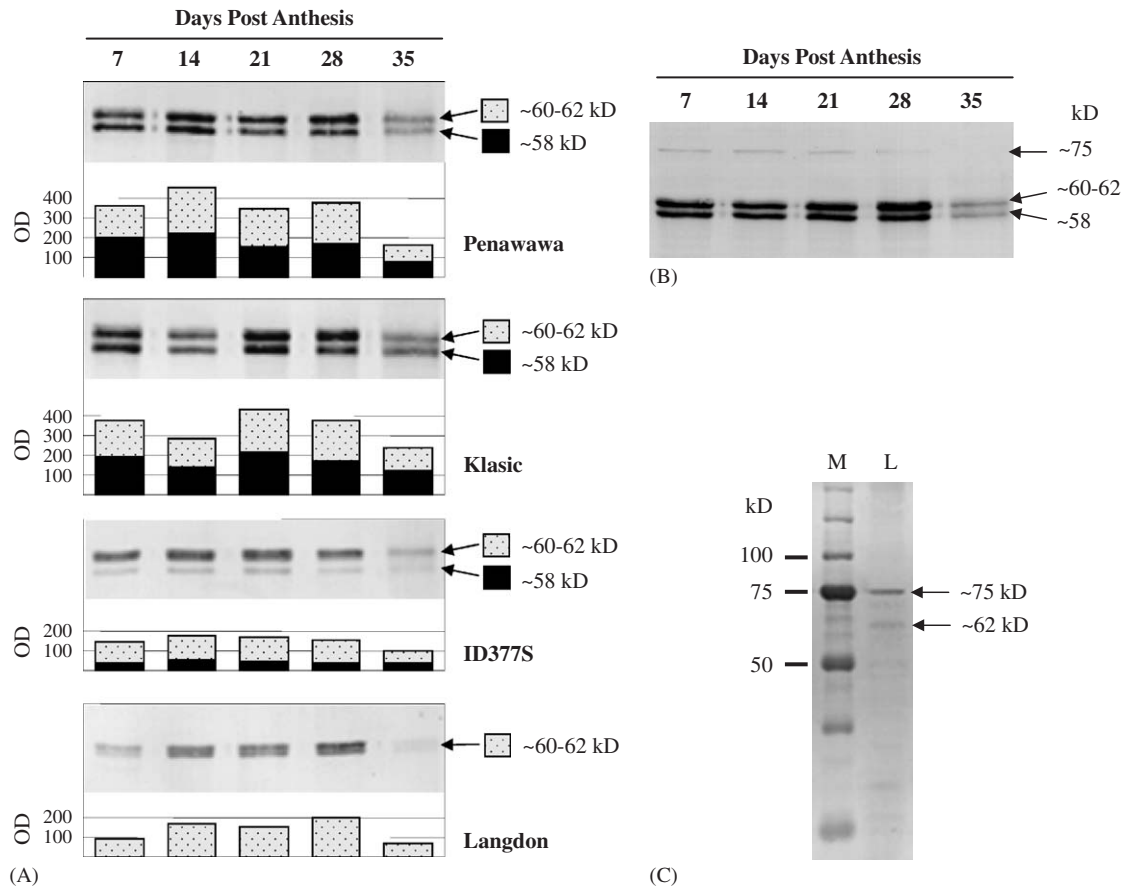 Days Post Anthesis
7 14 21 28 35
~60-62 kD
~58 kD
OD
400
300
200
100
Penawawa
~60-62 kD
~58 kD
OD
400
300
200
100
Klasic
~60-62 kD
~58 kD
OD
200
100
ID377S
~60-62 kD
OD
200
100
Langdon
(A)
Days Post Anthesis
7 14 21 28 35
kD
~75
~60-62
~58
(B)
M L
kD
100
75
50
~75 kD
~62 kD
(C)